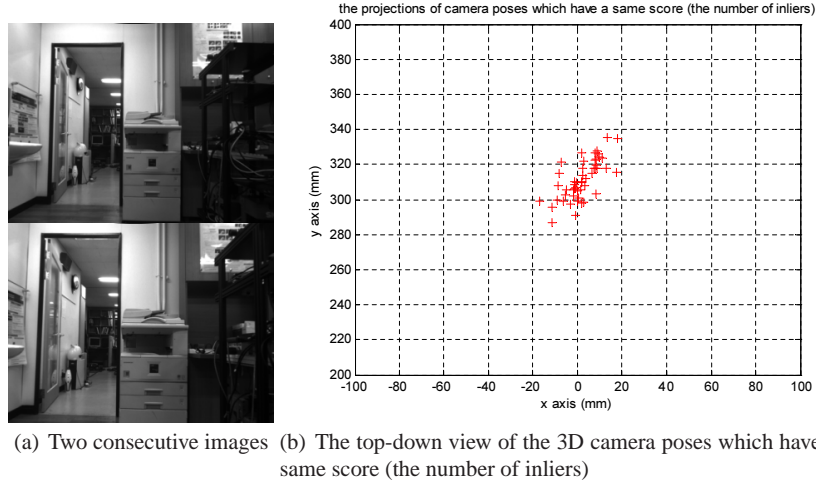 the projections of camera poses which have a same score (the number of inliers)
400
380
360
340
320
300
280
260
240
220
200
y axis (mm)
-100 -80 -60 -40 -20 0 20 40 60 80 100
x axis (mm)
(a) Two consecutive images (b) The top-down view of the 3D camera poses which have
same score (the number of inliers)